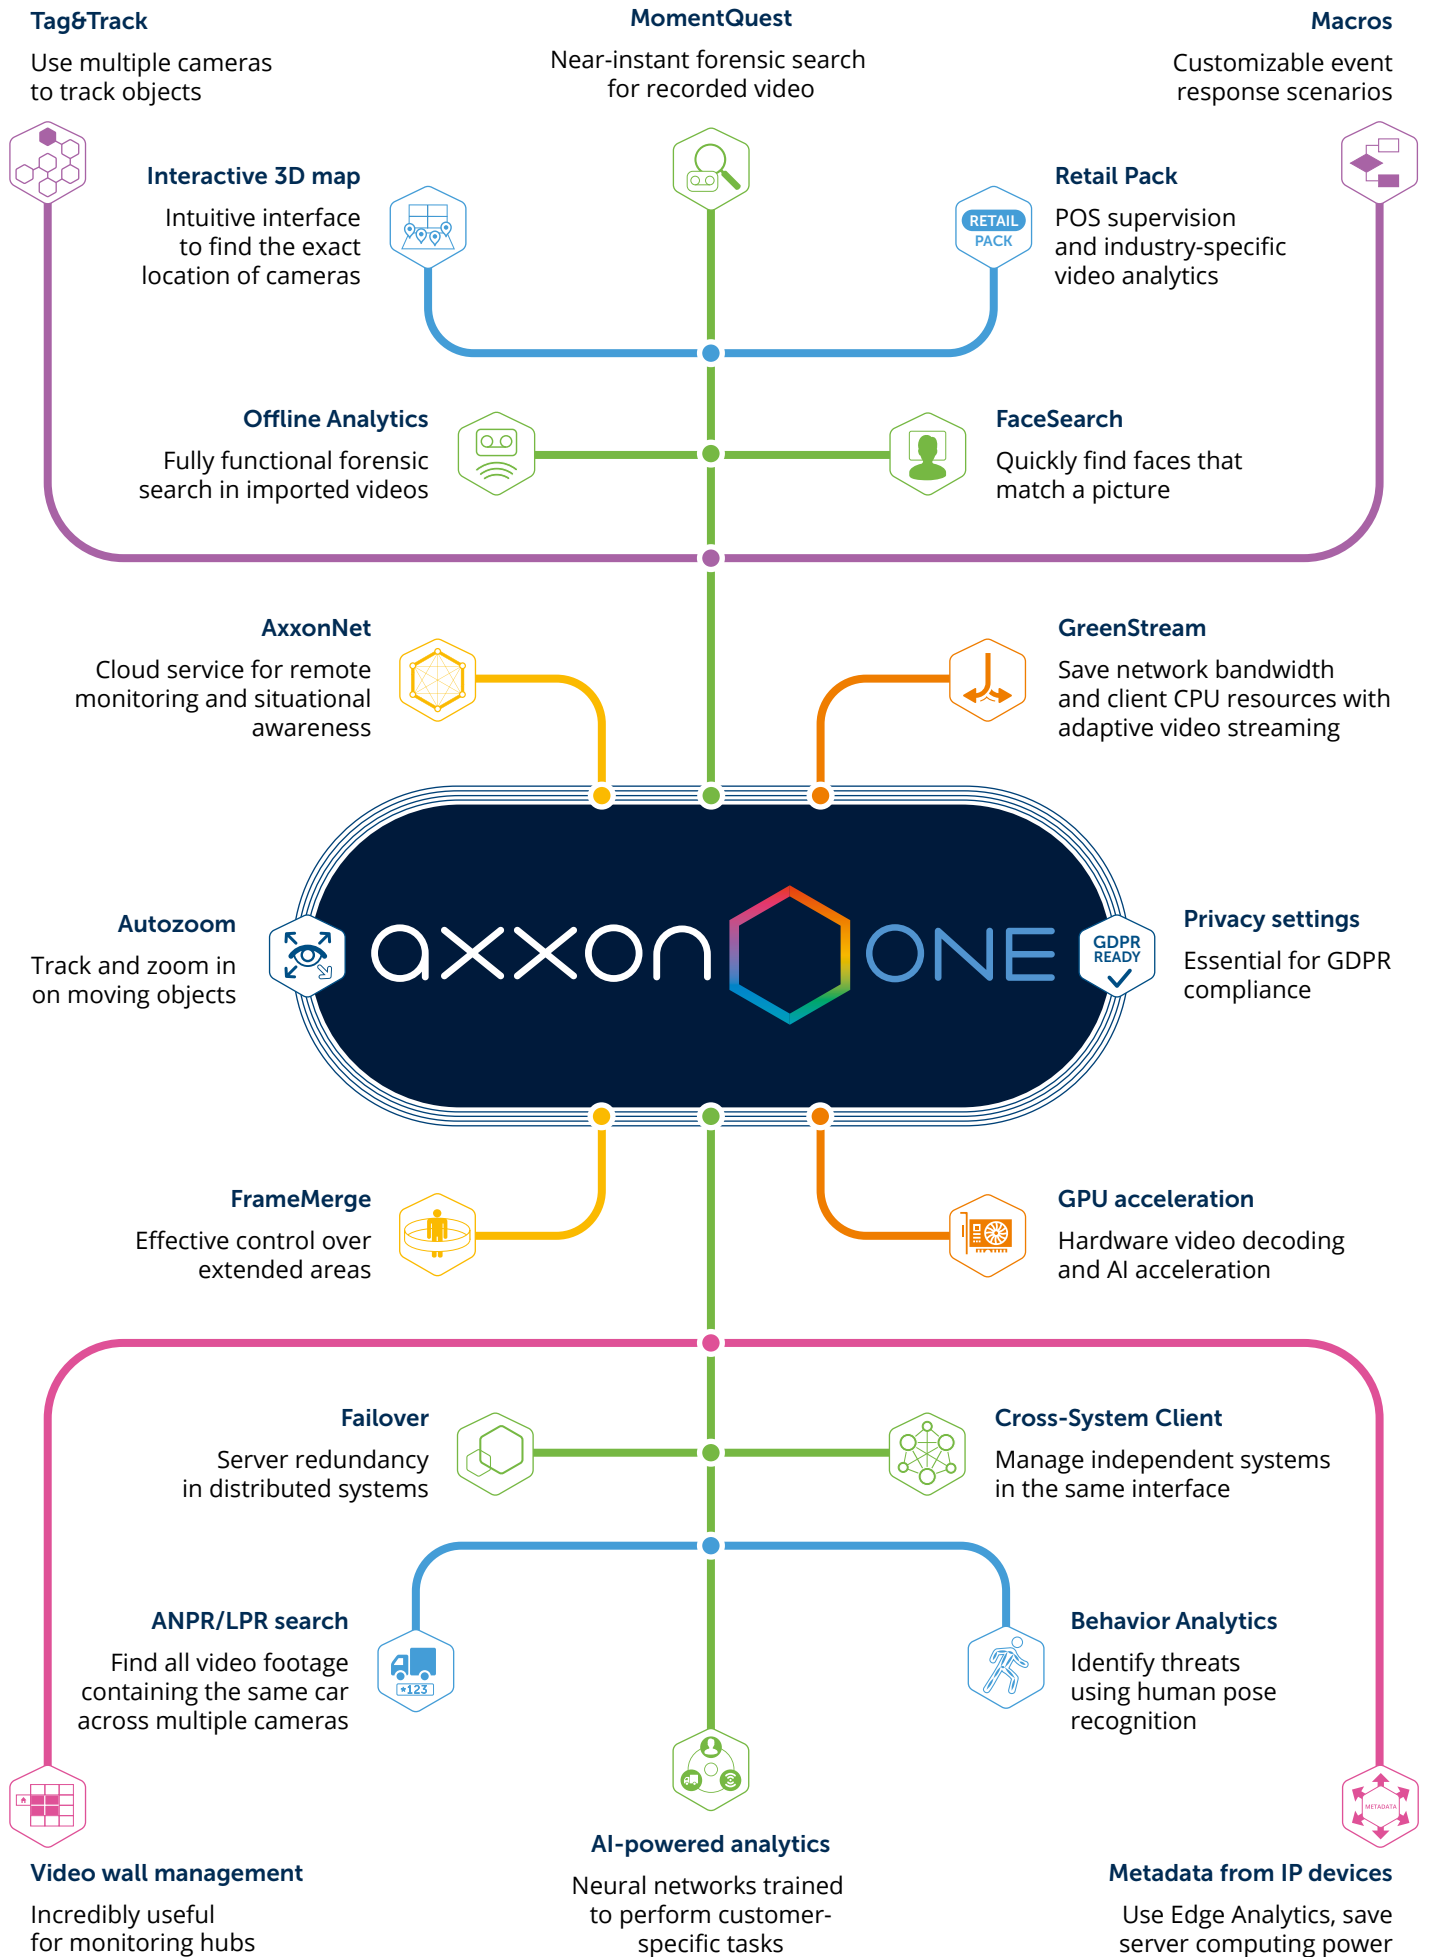 Tag&Track
Use multiple cameras
to track objects
MomentQuest
Near-instant forensic search
for recorded video
Macros
Customizable event
response scenarios
Interactive 3D map
Intuitive interface
to find the exact
location of cameras
RETAIL
PACK
Retail Pack
POS supervision
and industry-specific
video analytics
Offline Analytics
Fully functional forensic
search in imported videos
FaceSearch
Quickly find faces that
match a picture
AxxonNet
Cloud service for remote
monitoring and situational
awareness
GreenStream
Save network bandwidth
and client CPU resources with
adaptive video streaming
Autozoom
Track and zoom in
on moving objects
axxon ONE
GDPR
READY
Privacy settings
Essential for GDPR
compliance
FrameMerge
Effective control over
extended areas
GPU acceleration
Hardware video decoding
and AI acceleration
Failover
Server redundancy
in distributed systems
Cross-System Client
Manage independent systems
in the same interface
ANPR/LPR search
Find all video footage
containing the same car
across multiple cameras
*123
Behavior Analytics
Identify threats
using human pose
recognition
Video wall management
Incredibly useful
for monitoring hubs
AI-powered analytics
Neural networks trained
to perform customer-
specific tasks
METADATA
Metadata from IP devices
Use Edge Analytics, save
server computing power